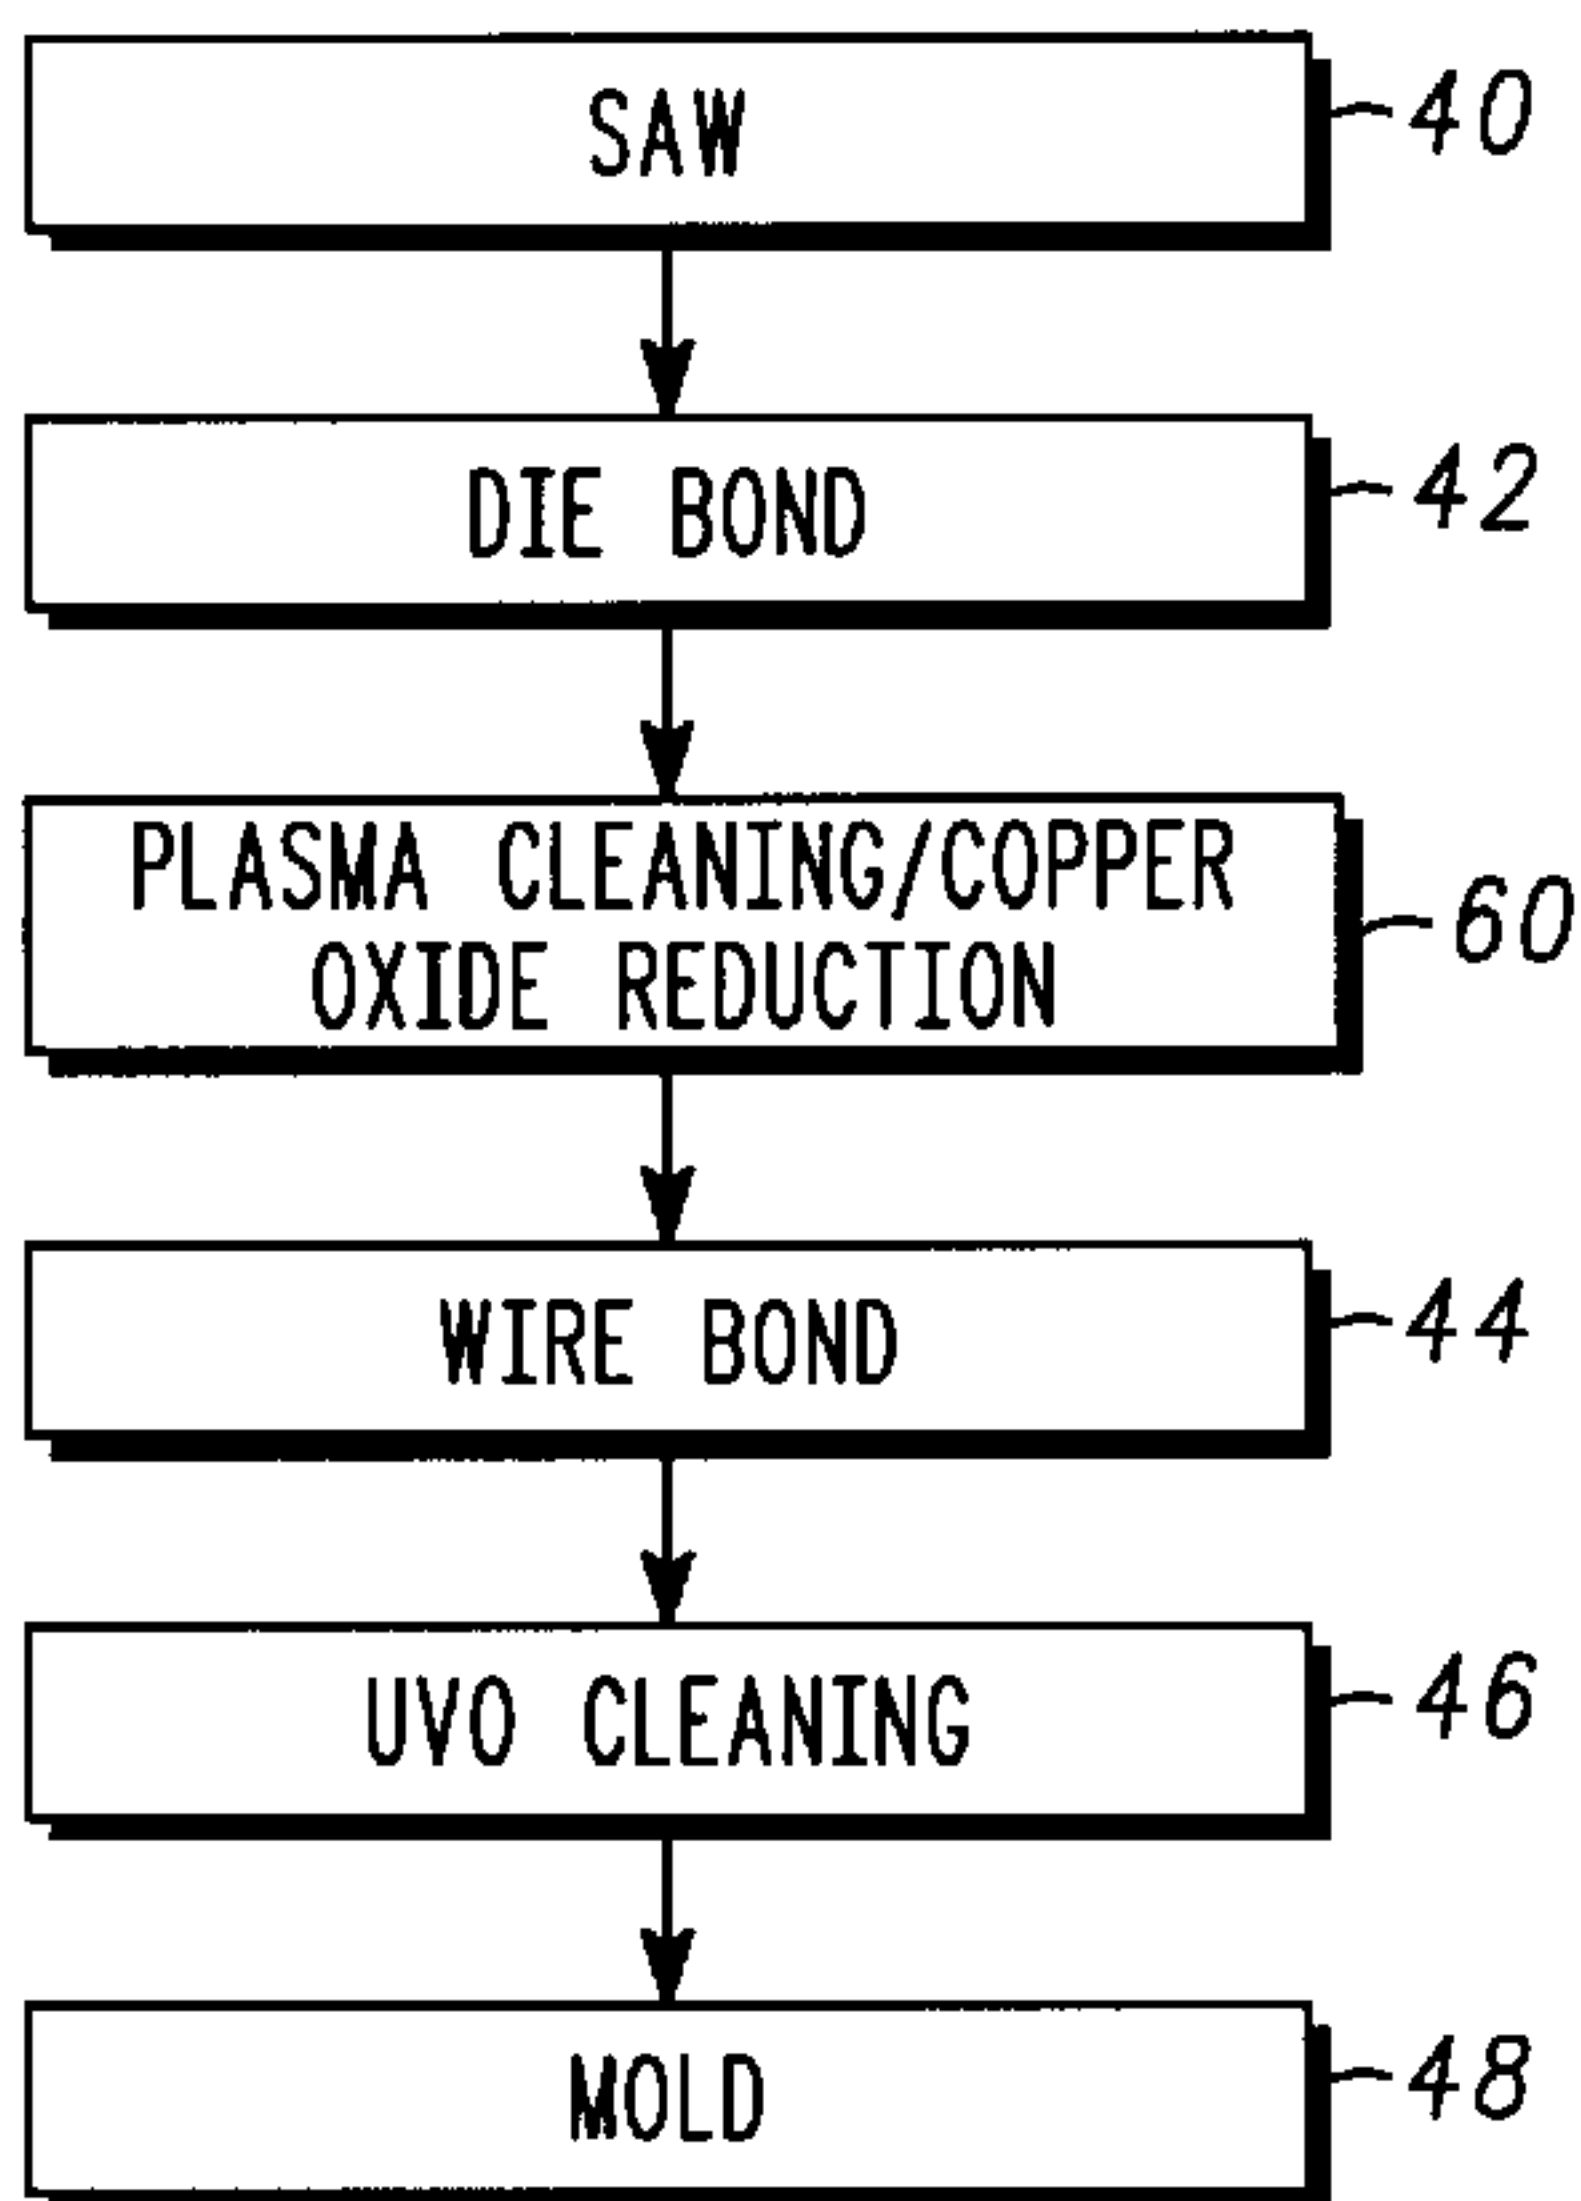 SAW
40
DIE BOND
42
PLASMA CLEANING/COPPER
OXIDE REDUCTION
60
WIRE BOND
44
UVO CLEANING
46
MOLD
48